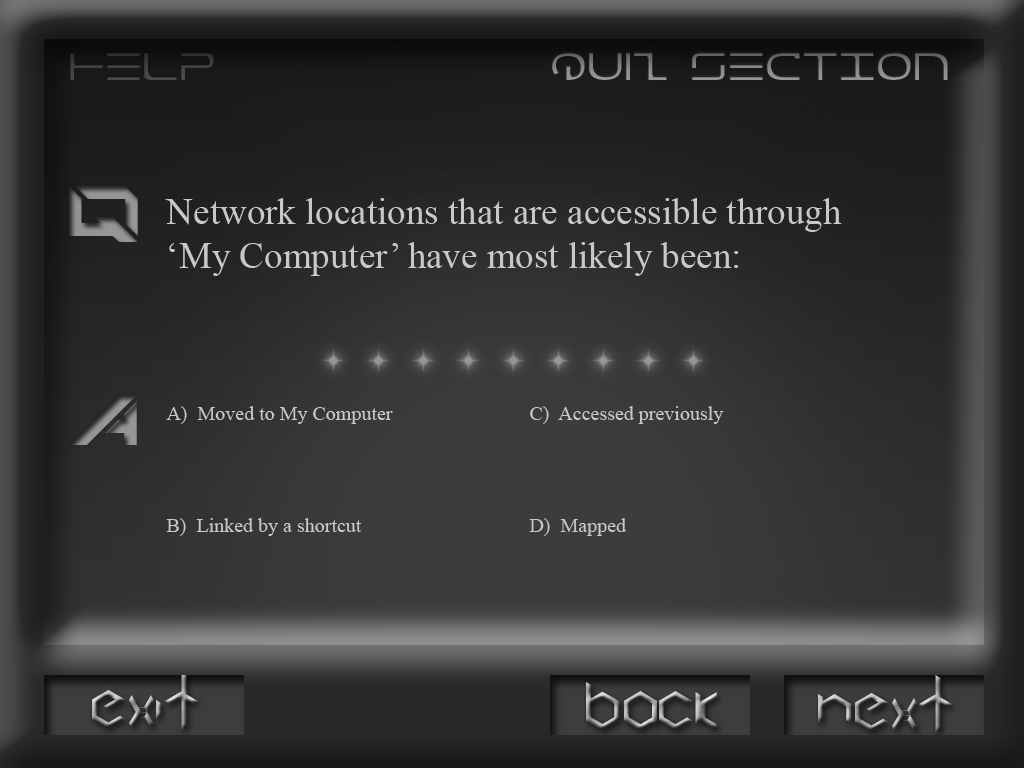 HELP
QUIZ SECTION
Q
Network locations that are accessible through
‘My Computer’ have most likely been:
A
A) Moved to My Computer
C) Accessed previously
B) Linked by a shortcut
D) Mapped
exit
back
next